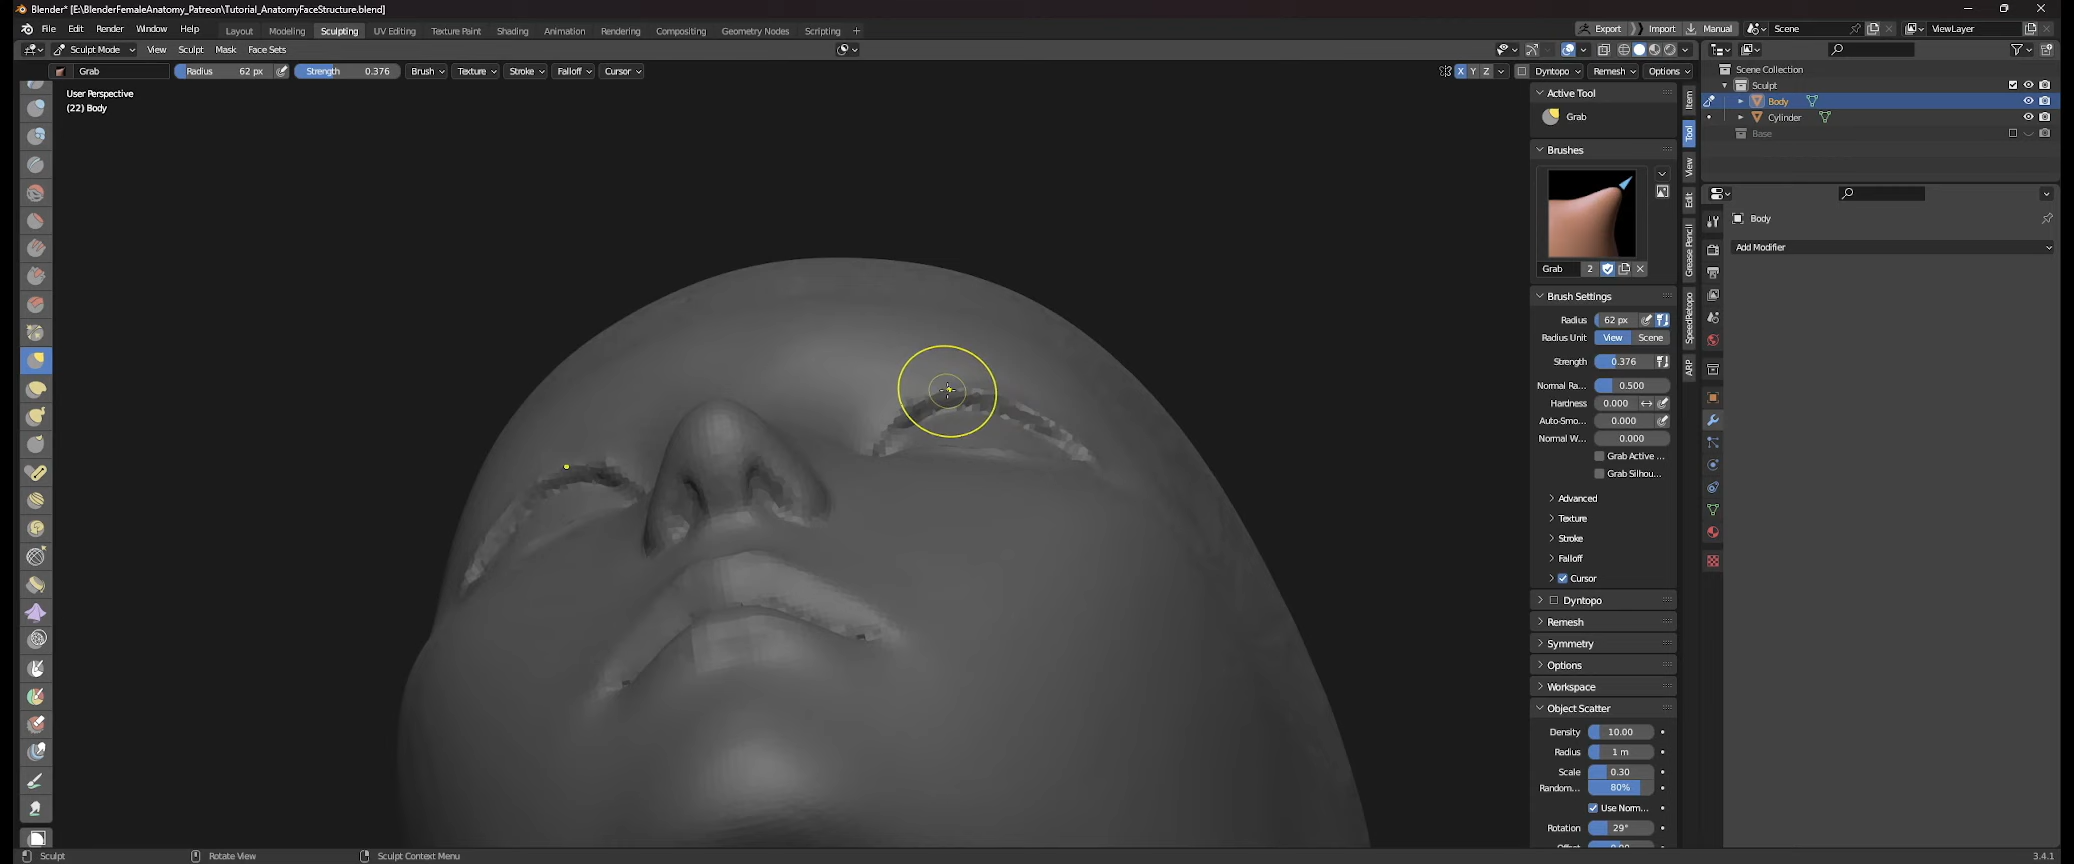 Blender* [E:\BlenderFemaleAnatomy_Patreon\Tutorial_AnatomyFaceStructure.blend]
File Edit Render Window Help Layout Modeling Sculpting UV Editing Texture Paint Shading Animation Rendering Compositing Geometry Nodes Scripting + Export Import Manual Scene ViewLayer
Sculpt Mode View Sculpt Mask Face Sets
Grab Radius 62 px Strength 0.376 Brush Texture Stroke Falloff Cursor X Y Z Dyntopo Remesh Options
User Perspective
(22) Body
Active Tool
Grab
Brushes
Grab 2
Brush Settings
Radius 62 px
Radius Unit View Scene
Strength 0.376
Normal Ra... 0.500
Hardness 0.000
Auto-Smo... 0.000
Normal W... 0.000
Grab Active ...
Grab Silhou...
Advanced
Texture
Stroke
Falloff
Cursor
Dyntopo
Remesh
Symmetry
Options
Workspace
Object Scatter
Density 10.00
Radius 1 m
Scale 0.30
Random... 80%
Use Norm...
Rotation 29°
Item
Tool
View
Edit
Grease Pencil
SpeedRetopo
ARP
Scene Collection
Sculpt
Body
Cylinder
Base
Body
Add Modifier
Sculpt Rotate View Sculpt Context Menu 3.4.1